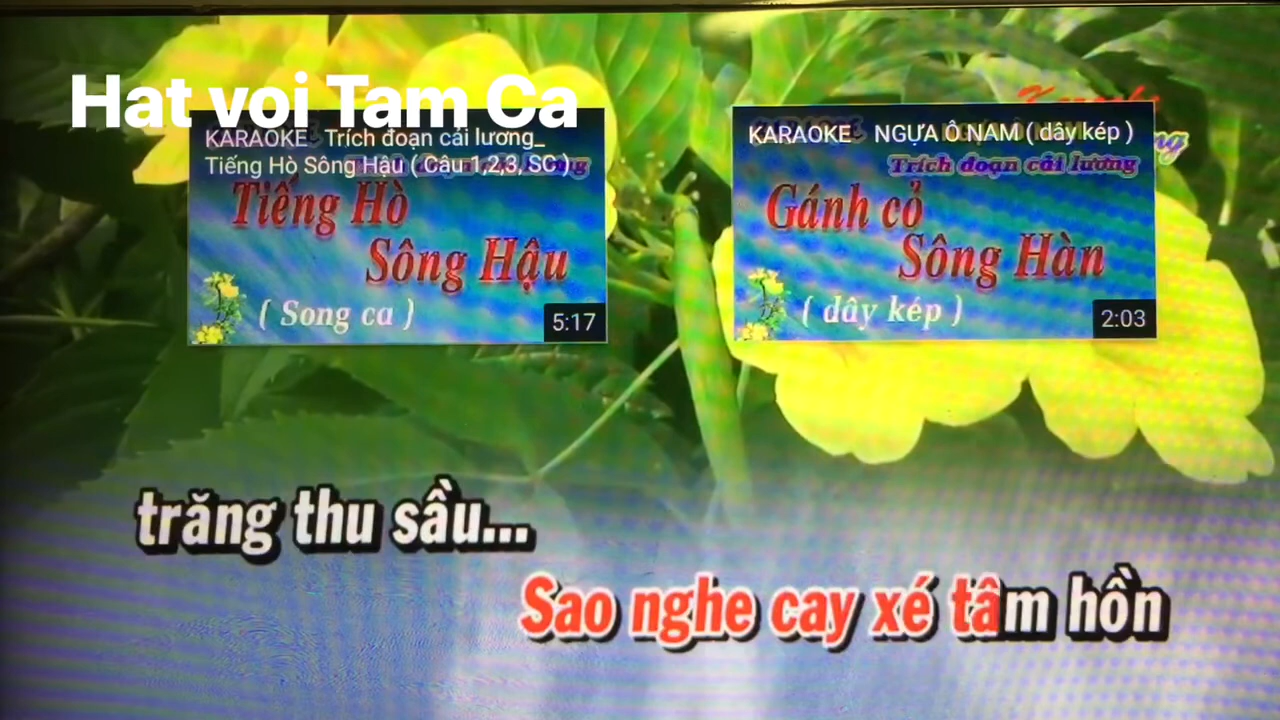 Hat voi Tam Ca
KARAOKE Trích đoạn cải lương_
Tiếng Hò Sông Hậu ( Câu 1,2,3, SC )
Tiếng Hò
Sông Hậu
( Song ca )
5:17
KARAOKE NGỰA Ô NAM ( dây kép )
Trích đoạn cải lương
Gánh cỏ
Sông Hàn
( dây kép )
2:03
trăng thu sầu...
Sao nghe cay xé tâm hồn